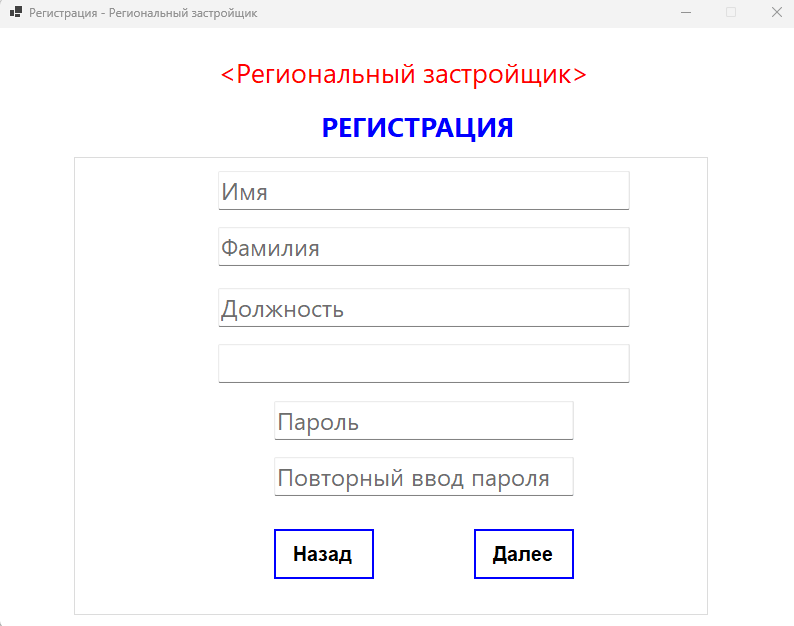 Регистрация - Региональный застройщик
<Региональный застройщик>
РЕГИСТРАЦИЯ
Имя
Фамилия
Должность
Пароль
Повторный ввод пароля
Назад
Далее